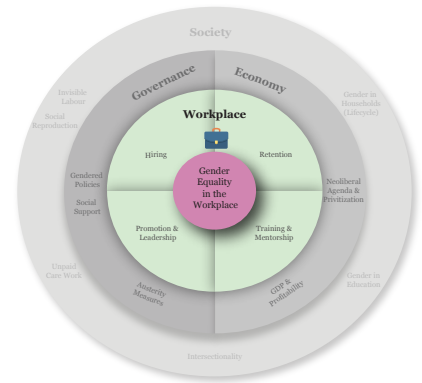 Society
Governance
Economy
Invisible
Labour
Social
Reproduction
Gender in
Households
(Lifecycle)
Workplace
Hiring
Retention
Gendered
Policies
Social
Support
Gender
Equality
in the
Workplace
Neoliberal
Agenda &
Privitization
Promotion &
Leadership
Training &
Mentorship
Unpaid
Care Work
Gender in
Education
Austerity
Measures
GDP &
Profitability
Intersectionality